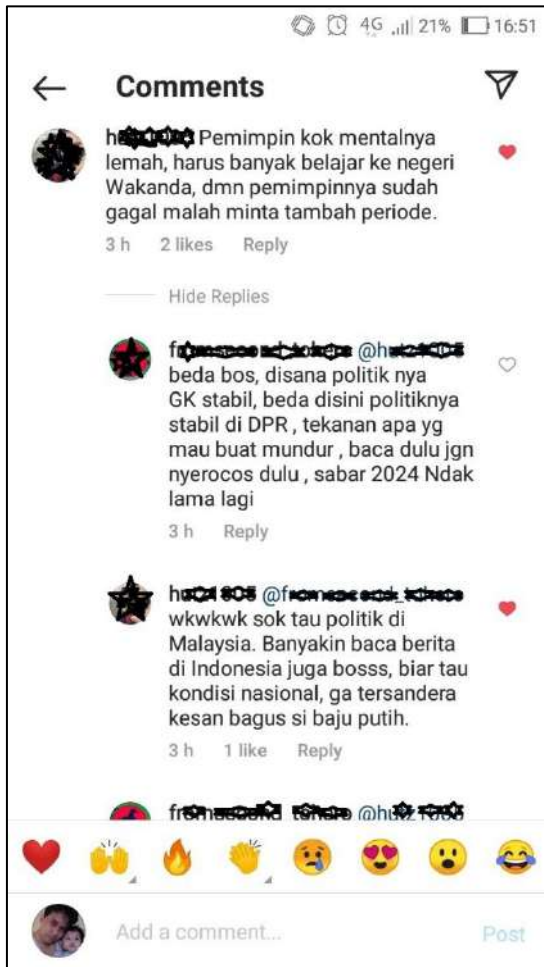 4G 21% 16:51
Comments
Pemimpin kok mentalnya
lemah, harus banyak belajar ke negeri
Wakanda, dmn pemimpinnya sudah
gagal malah minta tambah periode.
3 h 2 likes Reply
Hide Replies
beda bos, disana politik nya
GK stabil, beda disini politiknya
stabil di DPR , tekanan apa yg
mau buat mundur , baca dulu jgn
nyerocos dulu , sabar 2024 Ndak
lama lagi
3 h Reply
wkwkwk sok tau politik di
Malaysia. Banyakin baca berita
di Indonesia juga bosss, biar tau
kondisi nasional, ga tersandera
kesan bagus si baju putih.
3 h 1 like Reply
Add a comment... Post